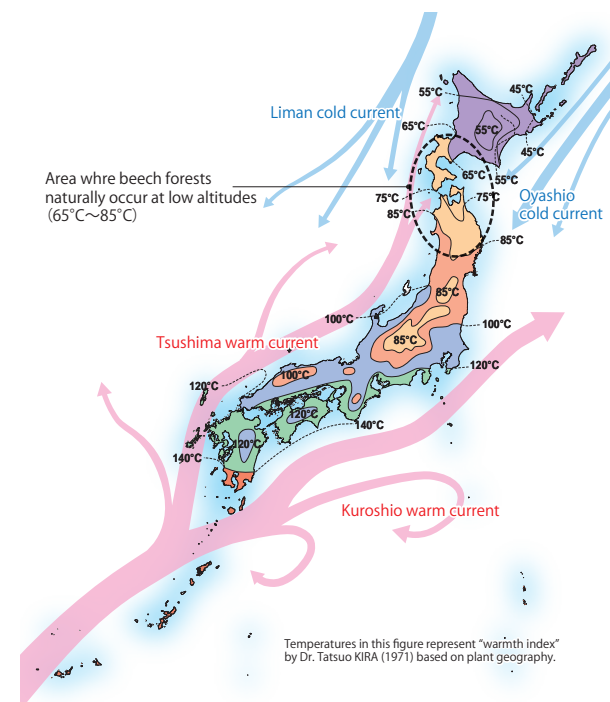 55°C
45°C
Liman cold current
65°C
55°C
45°C
Area whre beech forests
naturally occur at low altitudes
(65°C～85°C)
65°C
55°C
75°C
75°C
Oyashio
cold current
85°C
85°C
85°C
100°C
100°C
Tsushima warm current
85°C
120°C
100°C
120°C
120°C
140°C
120°C
140°C
Kuroshio warm current
Temperatures in this figure represent “warmth index”
by Dr. Tatsuo KIRA (1971) based on plant geography.